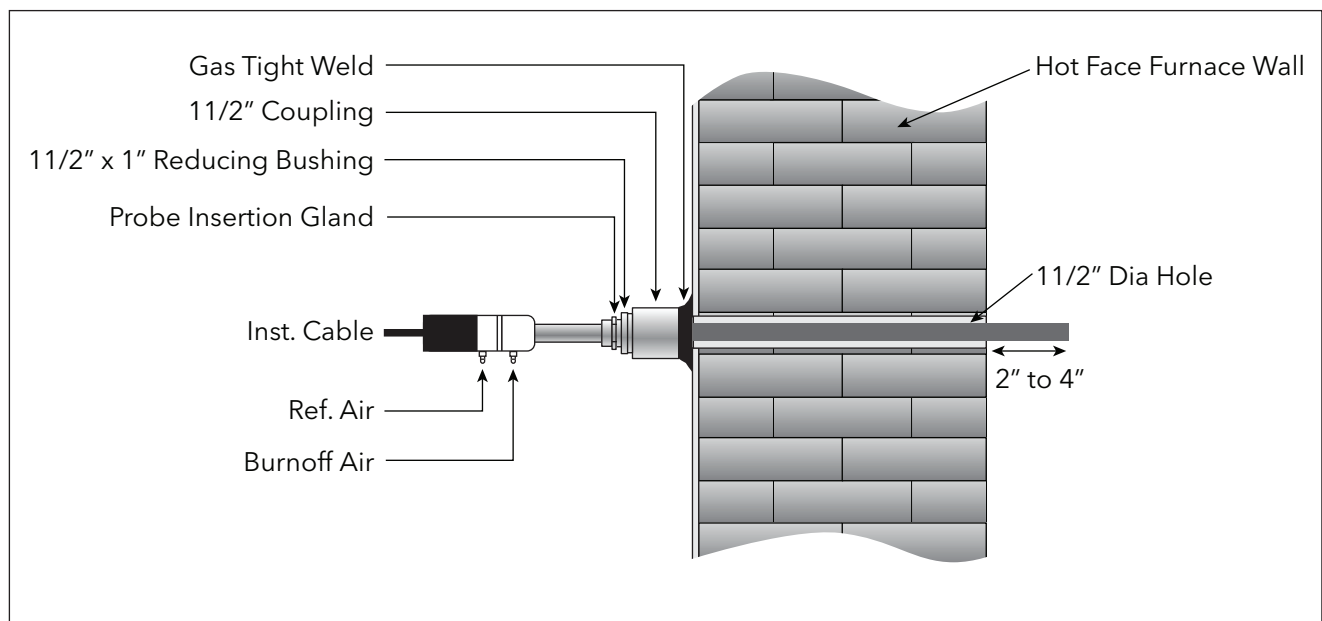 Gas Tight Weld
11/2” Coupling
11/2” x 1” Reducing Bushing
Probe Insertion Gland
Inst. Cable
Ref. Air
Burnoff Air
Hot Face Furnace Wall
11/2” Dia Hole
2” to 4”